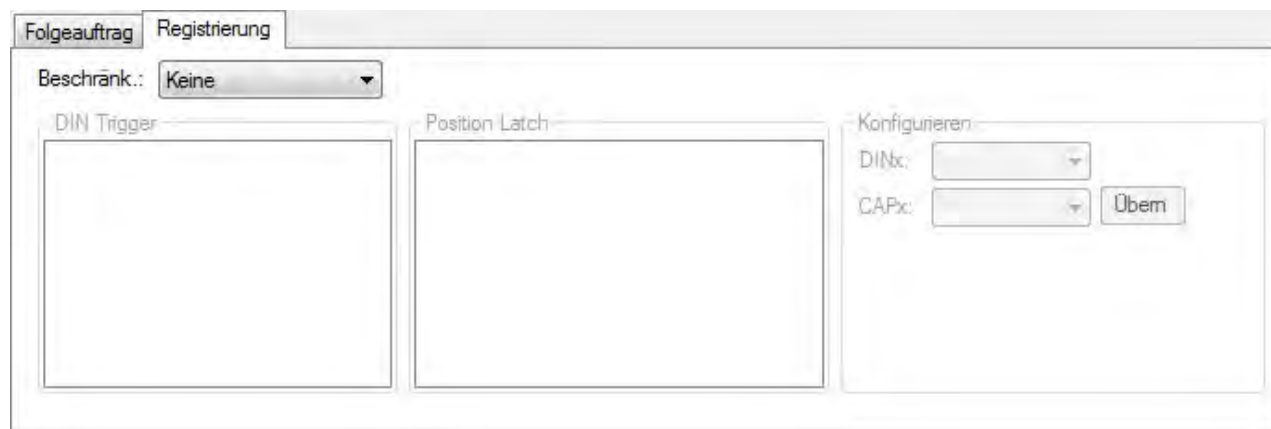 Folgeauftrag Registrierung
Beschränk.: Keine
DIN Trigger Position Latch Konfigurieren
DINx:
CAPx: Übern